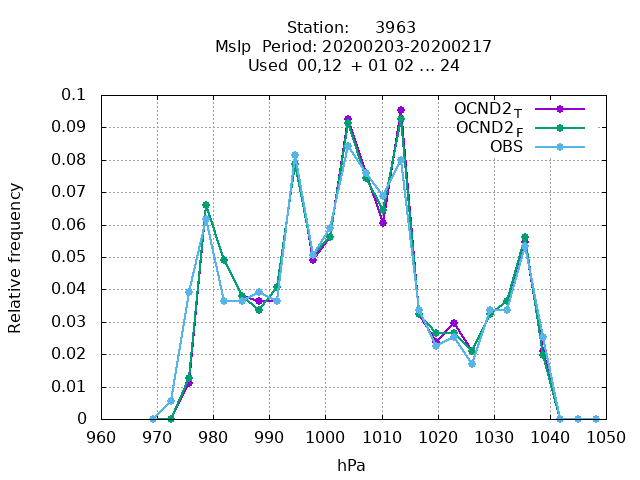 Station: 3963
Mslp Period: 20200203-20200217
Used 00,12 + 01 02 ... 24
0.1
OCND2T
0.09
OCND2F
OBS
0.08
0.07
0.06
0.05
0.04
0.03
0.02
0.01
0
Relative frequency
960 970 980 990 1000 1010 1020 1030 1040 1050
hPa